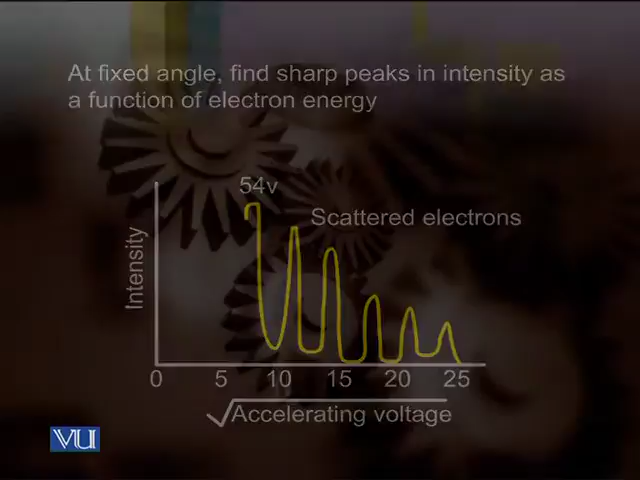 At fixed angle, find sharp peaks in intensity as
a function of electron energy
54v
Scattered electrons
Intensity
0 5 10 15 20 25
√Accelerating voltage
VU